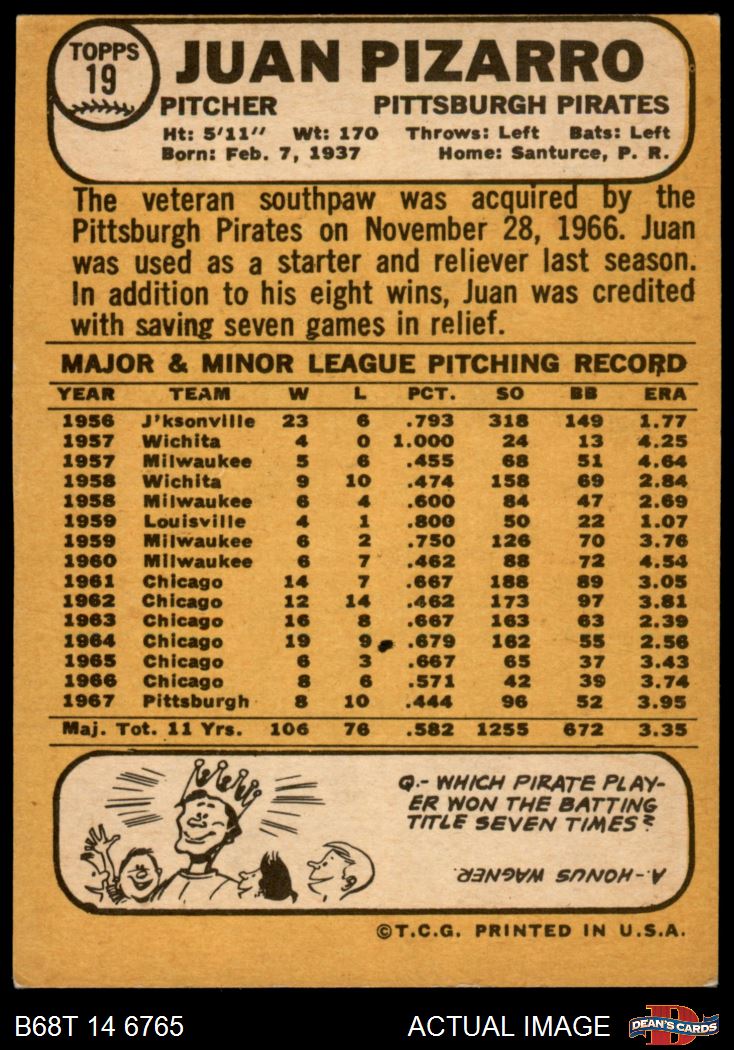 TOPPS
19
JUAN PIZARRO
PITCHER PITTSBURGH PIRATES
Ht: 5'11" Wt: 170 Throws: Left Bats: Left
Born: Feb. 7, 1937 Home: Santurce, P. R.
The veteran southpaw was acquired by the
Pittsburgh Pirates on November 28, 1966. Juan
was used as a starter and reliever last season.
In addition to his eight wins, Juan was credited
with saving seven games in relief.
MAJOR & MINOR LEAGUE PITCHING RECORD
YEAR TEAM W L PCT. SO BB ERA
1956 J'ksonville 23 6 .793 318 149 1.77
1957 Wichita 4 0 1.000 24 13 4.25
1957 Milwaukee 5 6 .455 68 51 4.64
1958 Wichita 9 10 .474 158 69 2.84
1958 Milwaukee 6 4 .600 84 47 2.69
1959 Louisville 4 1 .800 50 22 1.07
1959 Milwaukee 6 2 .750 126 70 3.76
1960 Milwaukee 6 7 .462 88 72 4.54
1961 Chicago 14 7 .667 188 89 3.05
1962 Chicago 12 14 .462 173 97 3.81
1963 Chicago 16 8 .667 163 63 2.39
1964 Chicago 19 9 .679 162 55 2.56
1965 Chicago 6 3 .667 65 37 3.43
1966 Chicago 8 6 .571 42 39 3.74
1967 Pittsburgh 8 10 .444 96 52 3.95
Maj. Tot. 11 Yrs. 106 76 .582 1255 672 3.35
Q.- WHICH PIRATE PLAY-
ER WON THE BATTING
TITLE SEVEN TIMES?
A.- HONUS WAGNER.
©T.C.G. PRINTED IN U.S.A.
B68T 14 6765 ACTUAL IMAGE D DEAN'S CARDS